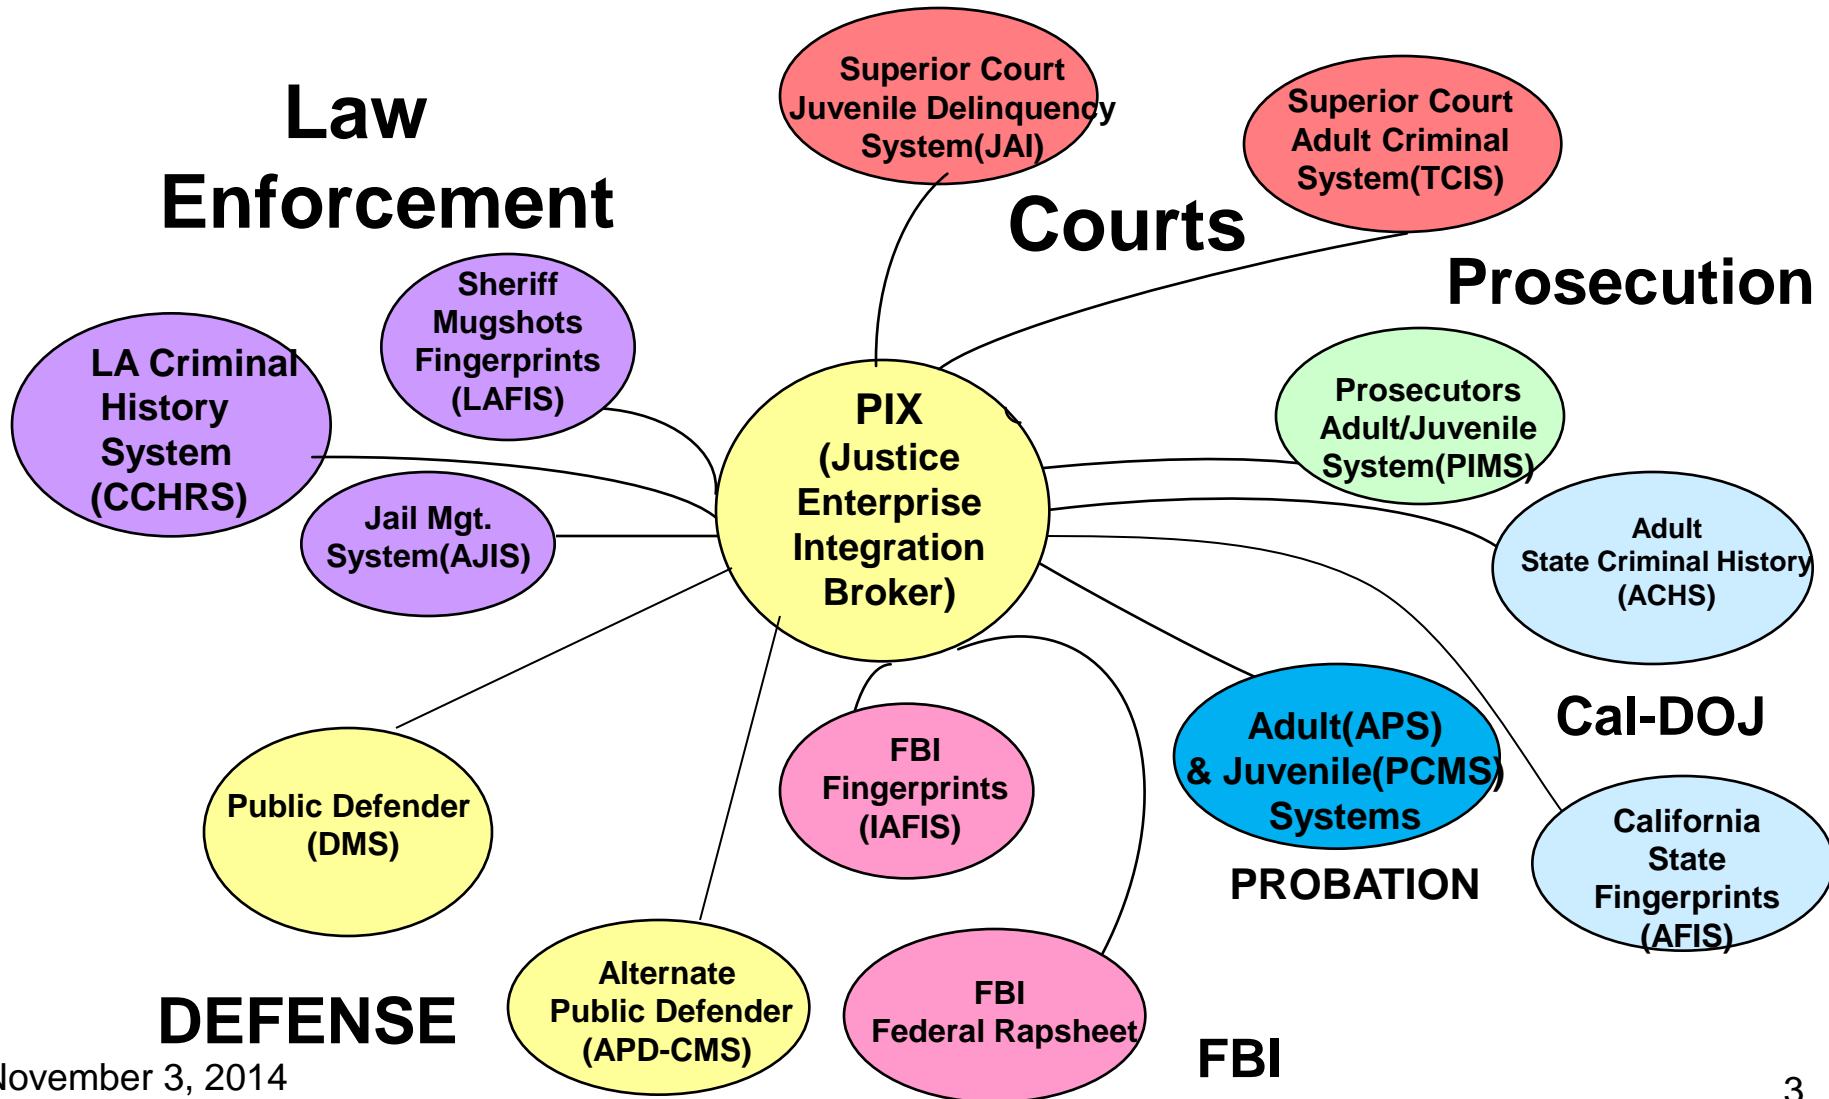 Law
Enforcement
Superior Court
Juvenile Delinquency
System(JAI)
Superior Court
Adult Criminal
System(TCIS)
Courts
Prosecution
Sheriff
Mugshots
Fingerprints
(LAFIS)
LA Criminal
History
System
(CCHRS)
Jail Mgt.
System(AJIS)
PIX
(Justice
Enterprise
Integration
Broker)
Prosecutors
Adult/Juvenile
System(PIMS)
Adult
State Criminal History
(ACHS)
Cal-DOJ
Adult(APS)
& Juvenile(PCMS)
Systems
PROBATION
California
State
Fingerprints
(AFIS)
FBI
Fingerprints
(IAFIS)
Public Defender
(DMS)
DEFENSE
Alternate
Public Defender
(APD-CMS)
FBI
Federal Rapsheet
FBI
November 3, 2014
3